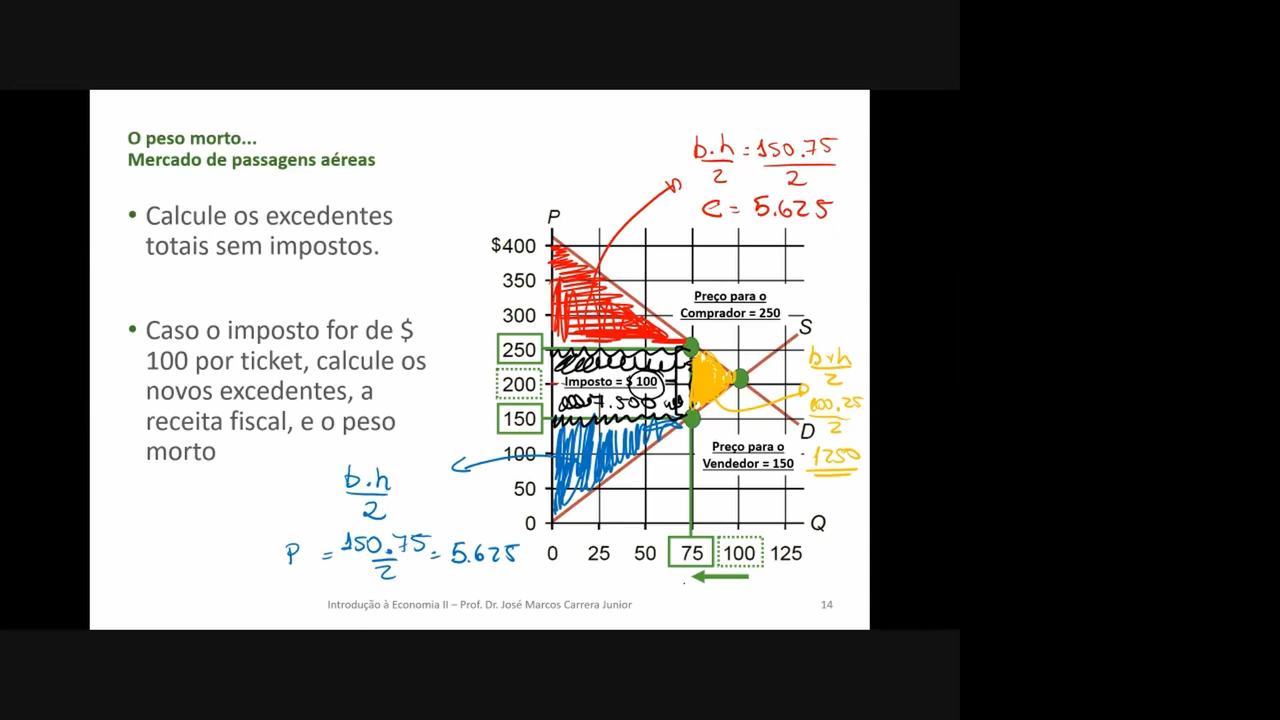 O peso morto...
Mercado de passagens aéreas
• Calcule os excedentes
totais sem impostos.
• Caso o imposto for de $
100 por ticket, calcule os
novos excedentes, a
receita fiscal, e o peso
morto
b.h/2
P = 150.75/2 = 5.625
b.h/2 = 150.75/2
e = 5.625
P
$400
350
300
250
200
150
100
50
0
Preço para o
Comprador = 250
S
Imposto = $ 100
7.500
D
Preço para o
Vendedor = 150
bxh/2
100.25/2
1250
Q
0 25 50 75 100 125
Introdução à Economia II – Prof. Dr. José Marcos Carrera Junior
14